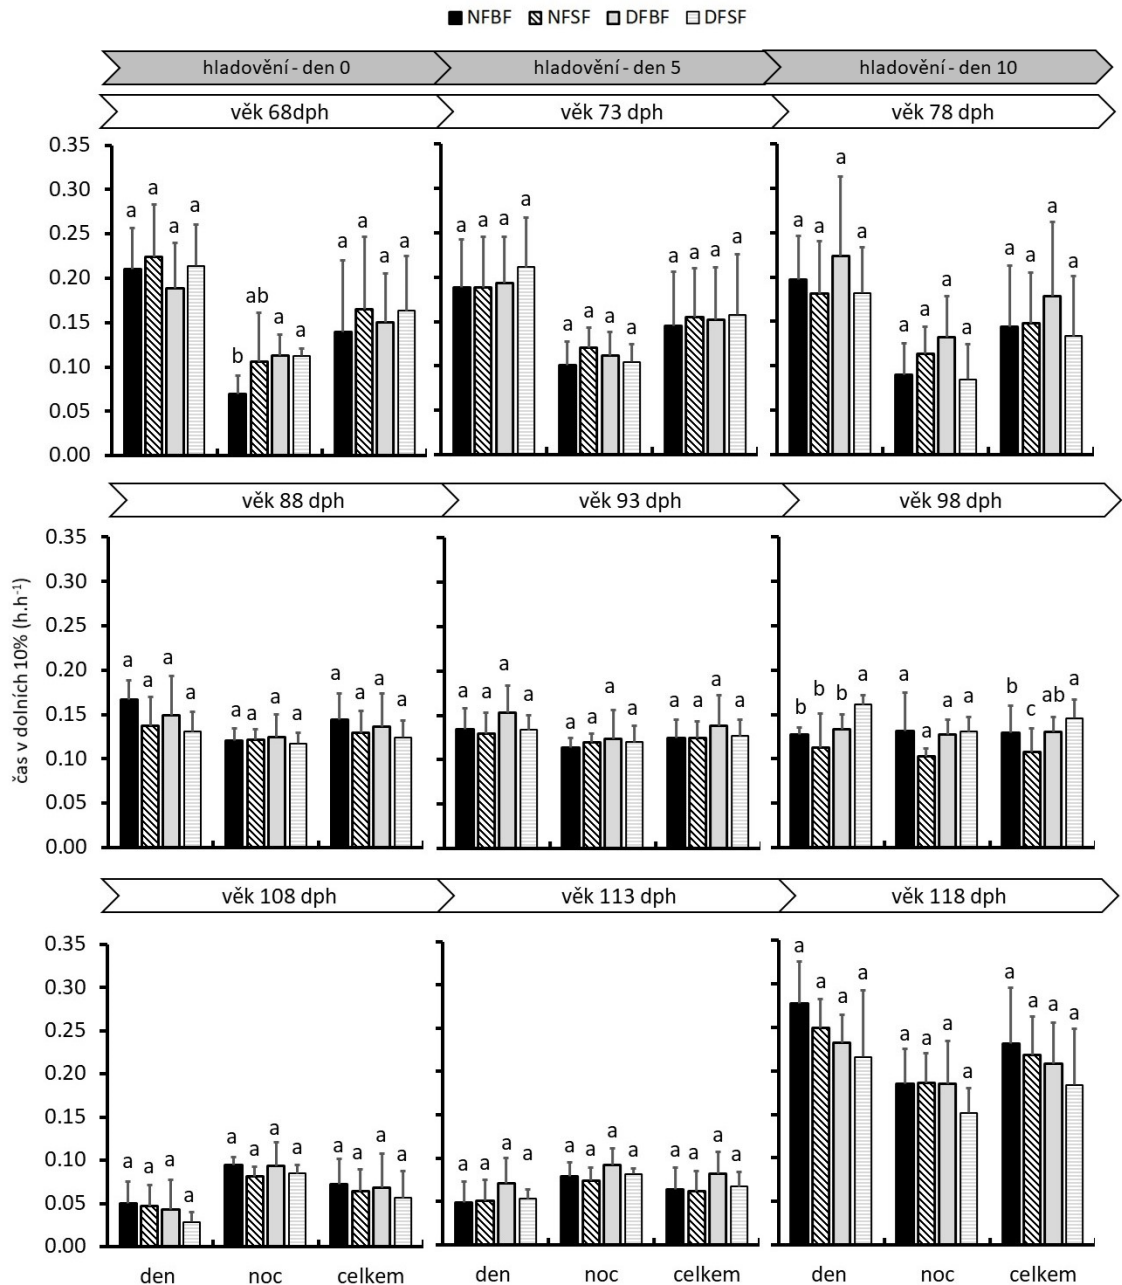 NFBF NFSF DFBF DFSF
hladovění - den 0 hladovění - den 5 hladovění - den 10
věk 68dph věk 73 dph věk 78 dph
0.35
0.30
0.25
0.20
0.15
0.10
0.05
0.00
a a a a b ab a a a a a a
a a a a a a a a a a a a
a a a a a a a a a a a a
věk 88 dph věk 93 dph věk 98 dph
čas v dolních 10% (h.h⁻¹)
0.35
0.30
0.25
0.20
0.15
0.10
0.05
0.00
a a a a a a a a a a a a
a a a a a a a a a a a a
b b b a a a a a b c ab a
věk 108 dph věk 113 dph věk 118 dph
0.35
0.30
0.25
0.20
0.15
0.10
0.05
0.00
a a a a a a a a a a a a
a a a a a a a a a a a a
a a a a a a a a a a a a
den noc celkem den noc celkem den noc celkem